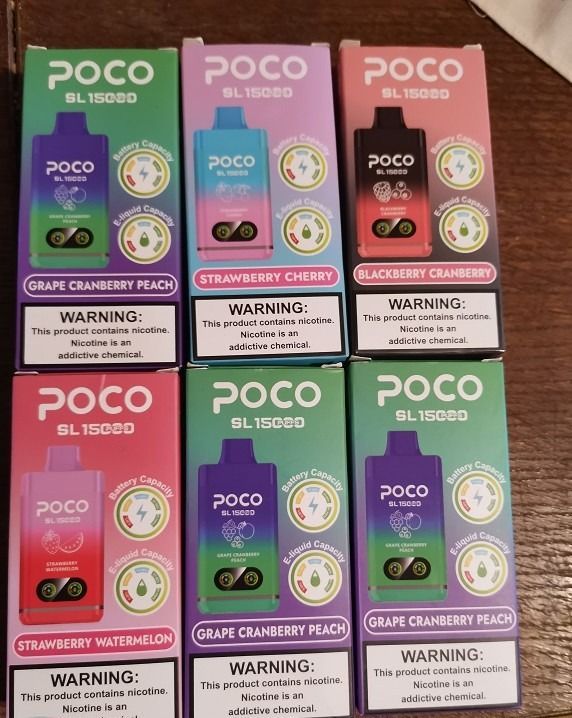 POCO
SL15000
Battery Capacity
POCO
SL15000
GRAPE CRANBERRY
PEACH
E-liquid Capacity
GRAPE CRANBERRY PEACH
WARNING:
This product contains nicotine.
Nicotine is an
addictive chemical.
POCO
SL15000
Battery Capacity
POCO
SL15000
E-liquid Capacity
STRAWBERRY CHERRY
WARNING:
This product contains nicotine.
Nicotine is an
addictive chemical.
POCO
SL15000
Battery Capacity
POCO
SL15000
BLACKBERRY
CRANBERRY
E-liquid Capacity
BLACKBERRY CRANBERRY
WARNING:
This product contains nicotine.
Nicotine is an
addictive chemical.
POCO
SL15000
Battery Capacity
POCO
SL15000
STRAWBERRY
WATERMELON
E-liquid Capacity
STRAWBERRY WATERMELON
WARNING:
This product contains nicotine.
Nicotine is an
POCO
SL15000
Battery Capacity
POCO
SL15000
GRAPE CRANBERRY
PEACH
E-liquid Capacity
GRAPE CRANBERRY PEACH
WARNING:
This product contains nicotine.
Nicotine is an
addictive chemical.
POCO
SL15000
Battery Capacity
POCO
SL15000
GRAPE CRANBERRY
PEACH
E-liquid Capacity
GRAPE CRANBERRY PEACH
WARNING:
This product contains nicotine.
Nicotine is an
addictive chemical.